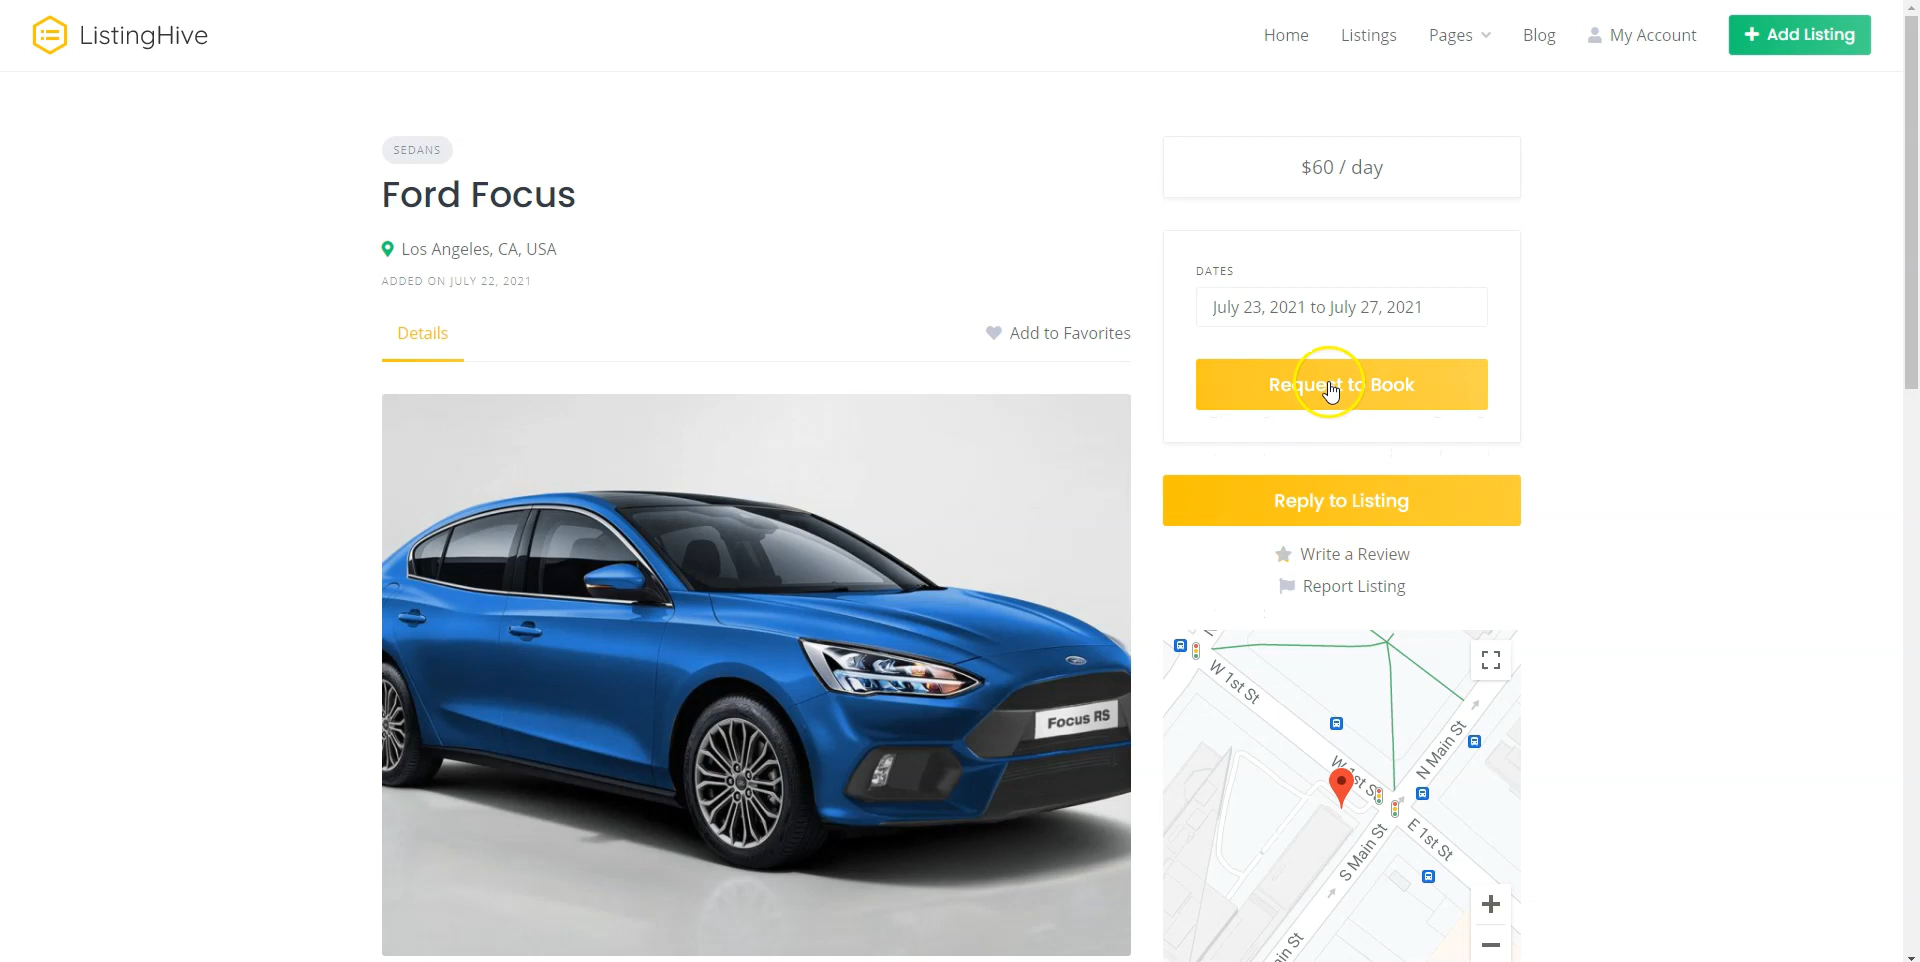 ListingHive
Home
Listings
Pages
Blog
My Account
+ Add Listing
SEDANS
Ford Focus
Los Angeles, CA, USA
ADDED ON JULY 22, 2021
Details
Add to Favorites
Focus RS
$60 / day
DATES
July 23, 2021 to July 27, 2021
Request to Book
Reply to Listing
Write a Review
Report Listing
W 1st St
N Main St
E 1st St
S Main St